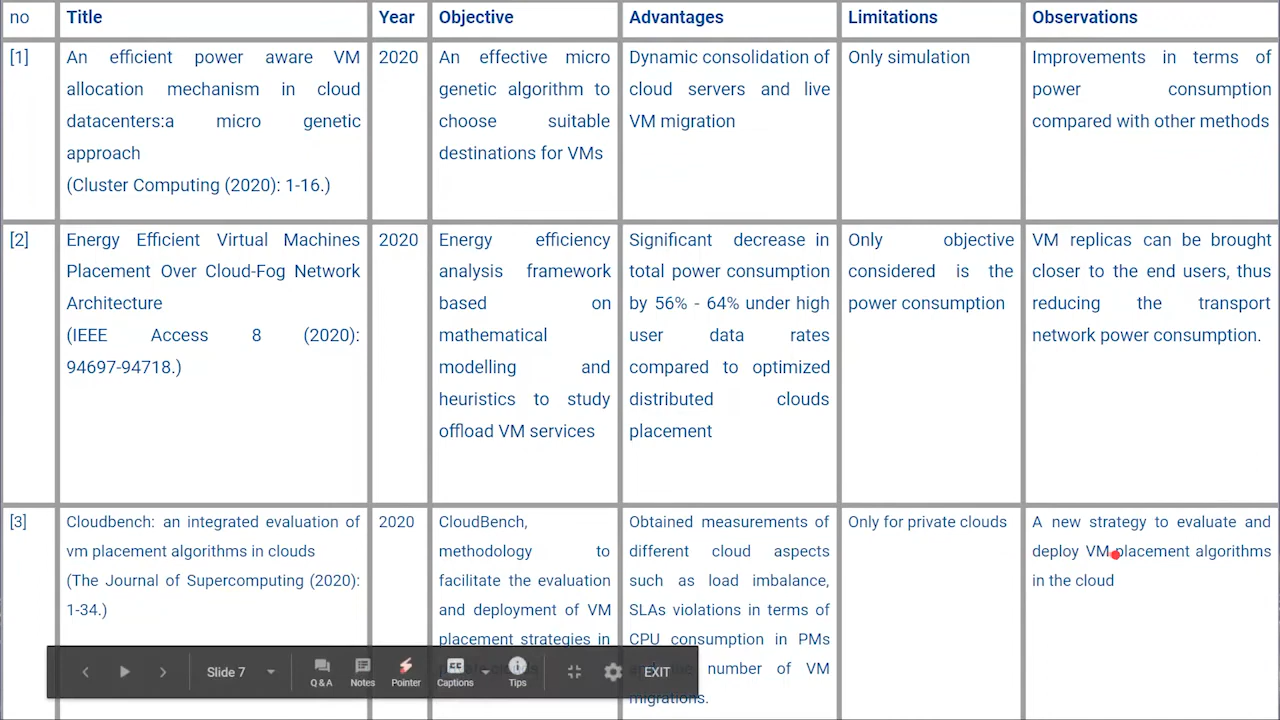 no Title Year Objective Advantages Limitations Observations
[1]
An efficient power aware VM
allocation mechanism in cloud
datacenters:a micro genetic
approach
(Cluster Computing (2020): 1-16.)
2020
An effective micro
genetic algorithm to
choose suitable
destinations for VMs
Dynamic consolidation of
cloud servers and live
VM migration
Only simulation
Improvements in terms of
power consumption
compared with other methods
[2]
Energy Efficient Virtual Machines
Placement Over Cloud-Fog Network
Architecture
(IEEE Access 8 (2020):
94697-94718.)
2020
Energy efficiency
analysis framework
based on
mathematical
modelling and
heuristics to study
offload VM services
Significant decrease in
total power consumption
by 56% - 64% under high
user data rates
compared to optimized
distributed clouds
placement
Only objective
considered is the
power consumption
VM replicas can be brought
closer to the end users, thus
reducing the transport
network power consumption.
[3]
Cloudbench: an integrated evaluation of
vm placement algorithms in clouds
(The Journal of Supercomputing (2020):
1-34.)
2020
CloudBench,
methodology to
facilitate the evaluation
and deployment of VM
placement strategies in
Obtained measurements of
different cloud aspects
such as load imbalance,
SLAs violations in terms of
CPU consumption in PMs
number of VM
migrations.
Only for private clouds
A new strategy to evaluate and
deploy VM placement algorithms
in the cloud
Slide 7
Q & A
Notes
Pointer
Captions
Tips
EXIT